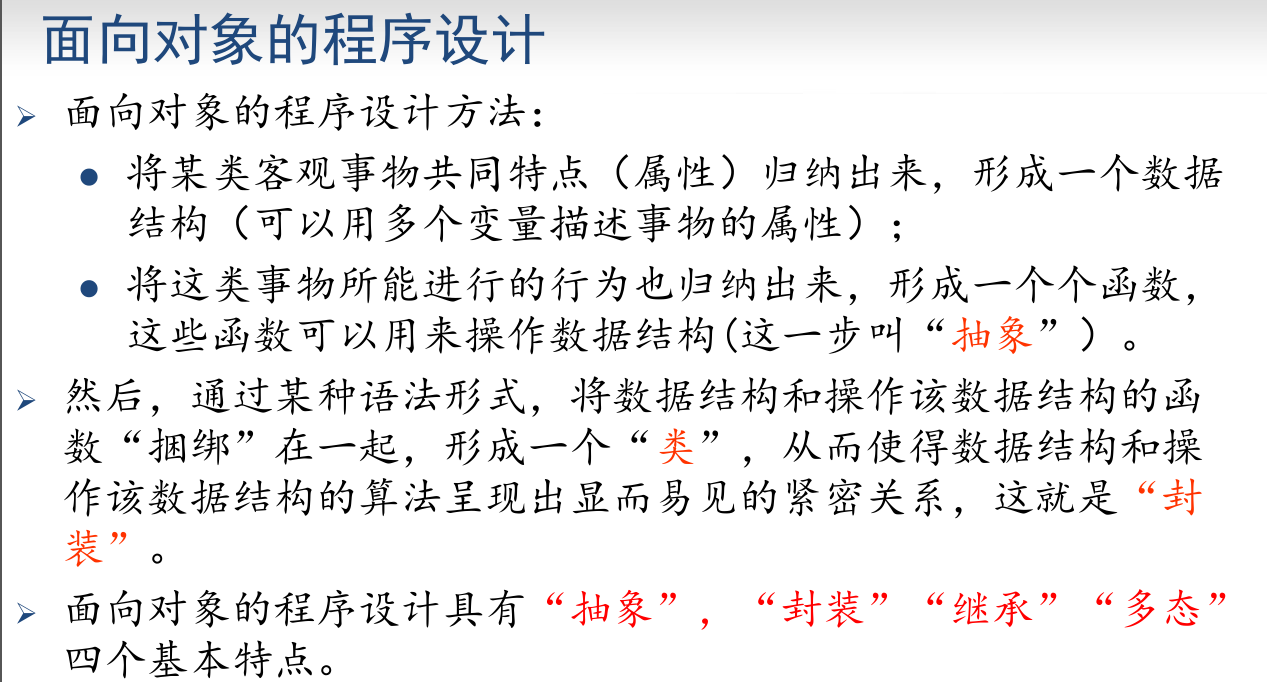 面向对象的程序设计
面向对象的程序设计方法：
将某类客观事物共同特点（属性）归纳出来，形成一个数据
结构（可以用多个变量描述事物的属性）；
将这类事物所能进行的行为也归纳出来，形成一个个函数，
这些函数可以用来操作数据结构(这一步叫“抽象”）。
然后，通过某种语法形式，将数据结构和操作该数据结构的函
数“捆绑”在一起，形成一个“类”，从而使得数据结构和操
作该数据结构的算法呈现出显而易见的紧密关系，这就是“封
装”。
面向对象的程序设计具有“抽象”，“封装”“继承”“多态”
四个基本特点。